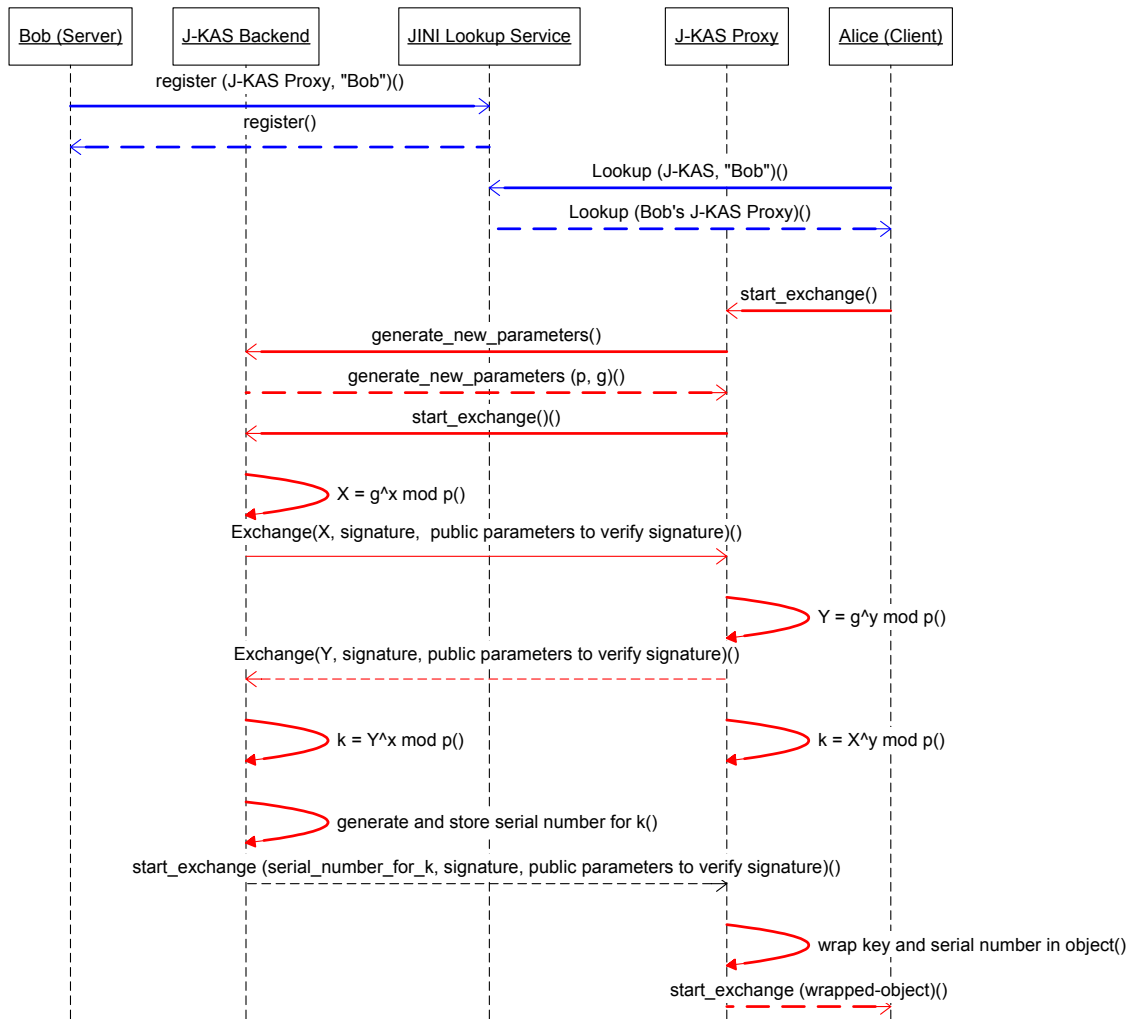 Bob (Server)
J-KAS Backend
JINI Lookup Service
J-KAS Proxy
Alice (Client)
register (J-KAS Proxy, "Bob")()
register()
Lookup (J-KAS, "Bob")()
Lookup (Bob's J-KAS Proxy)()
start_exchange()
generate_new_parameters()
generate_new_parameters (p, g)()
start_exchange()()
X = g^x mod p()
Exchange(X, signature,  public parameters to verify signature)()
Y = g^y mod p()
Exchange(Y, signature, public parameters to verify signature)()
k = Y^x mod p()
k = X^y mod p()
generate and store serial number for k()
start_exchange (serial_number_for_k, signature, public parameters to verify signature)()
wrap key and serial number in object()
start_exchange (wrapped-object)()